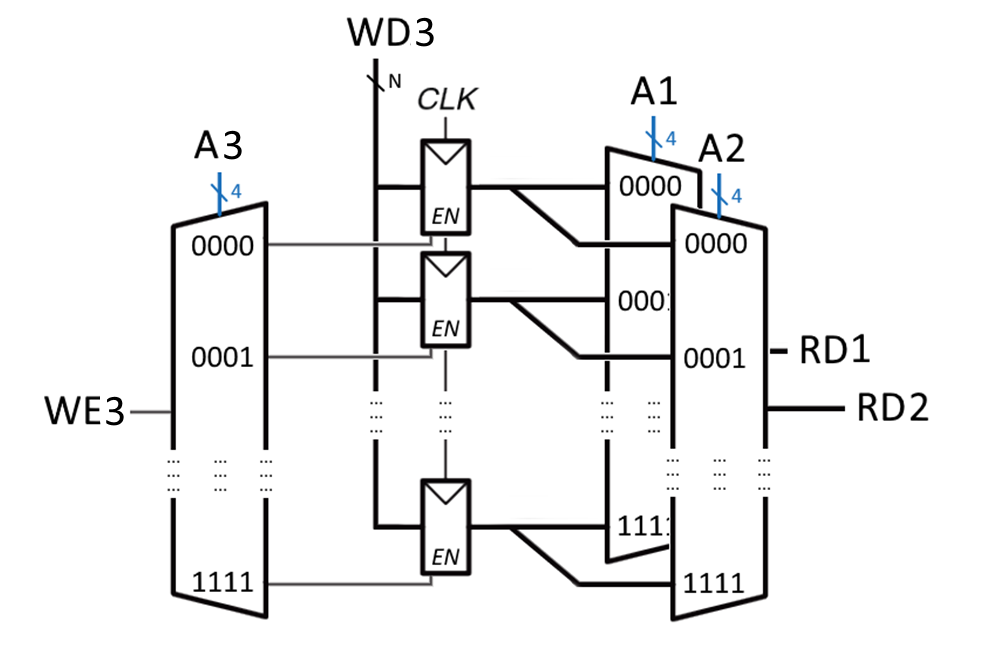 WD3
N
CLK
A1
4
A2
4
A3
4
0000
0001
1111
WE3
EN
EN
EN
0000
0001
1111
0000
0001
1111
RD1
RD2